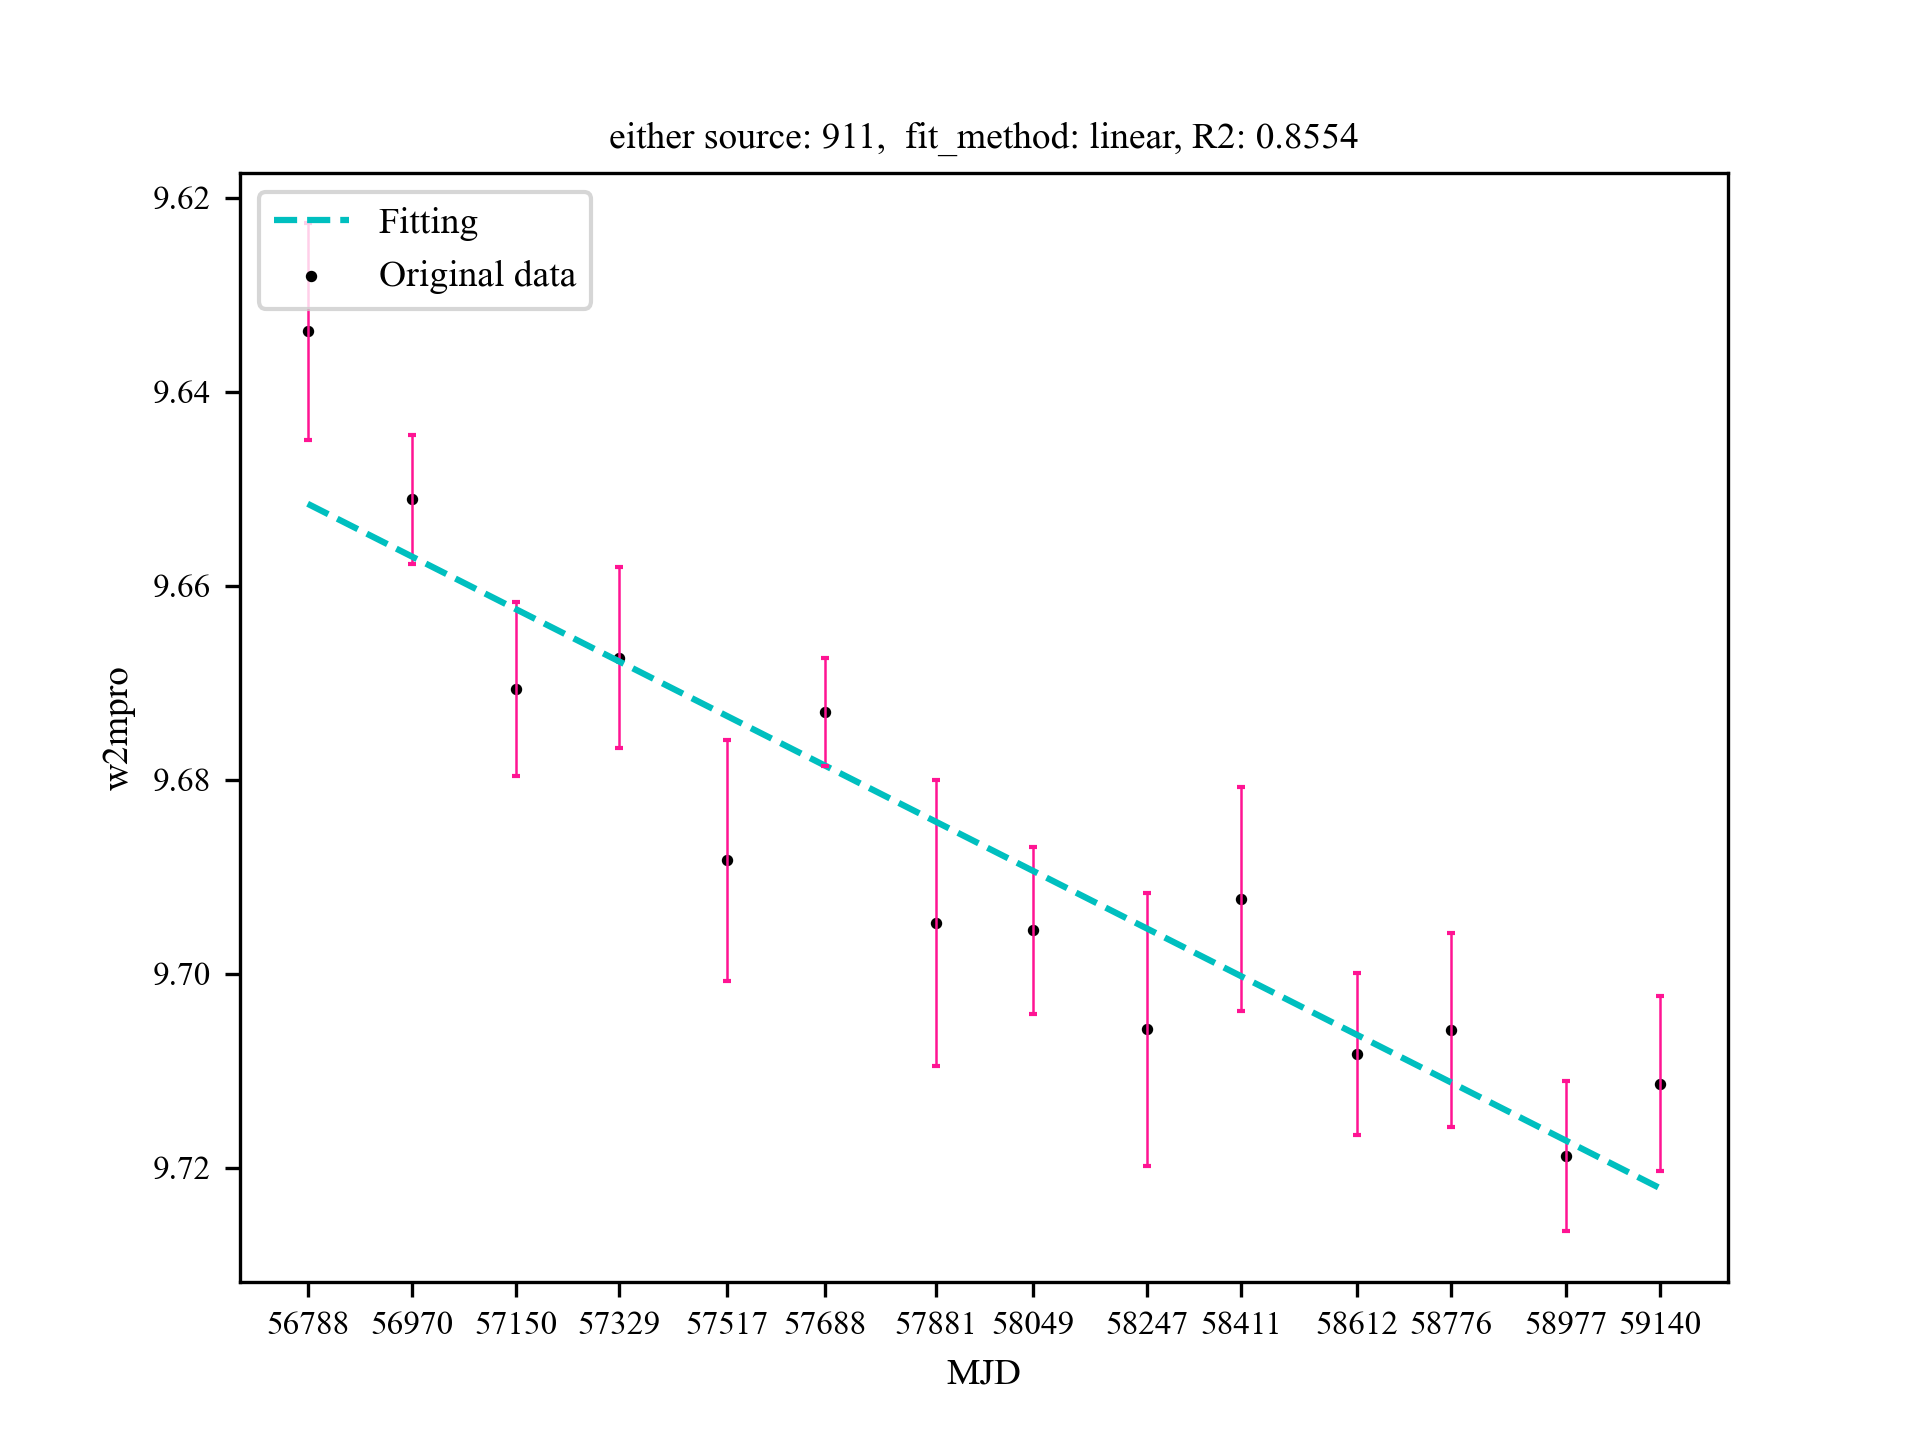 either source: 911,  fit_method: linear, R2: 0.8554
Fitting
Original data
9.62
9.64
9.66
9.68
9.70
9.72
w2mpro
56788 56970 57150 57329 57517 57688 57881 58049 58247 58411 58612 58776 58977 59140
MJD